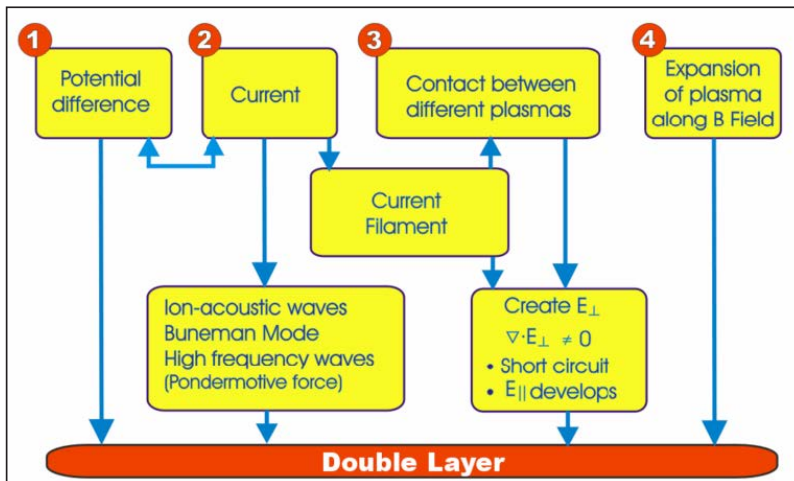 1
Potential
difference
2
Current
3
Contact between
different plasmas
4
Expansion
of plasma
along B Field
Current
Filament
Ion-acoustic waves
Buneman Mode
High frequency waves
(Pondermotive force)
Create E⊥
∇·E⊥ ≠ 0
• Short circuit
• E|| develops
Double Layer